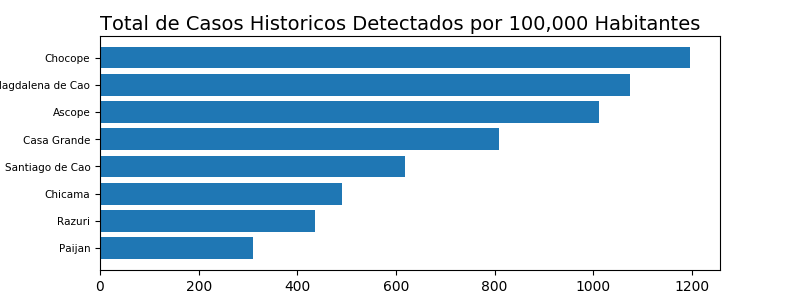 Total de Casos Historicos Detectados por 100,000 Habitantes
Chocope
de Cao
Ascope
Casa Grande
Santiago de Cao
Chicama
Razuri
Paijan
0 200 400 600 800 1000 1200